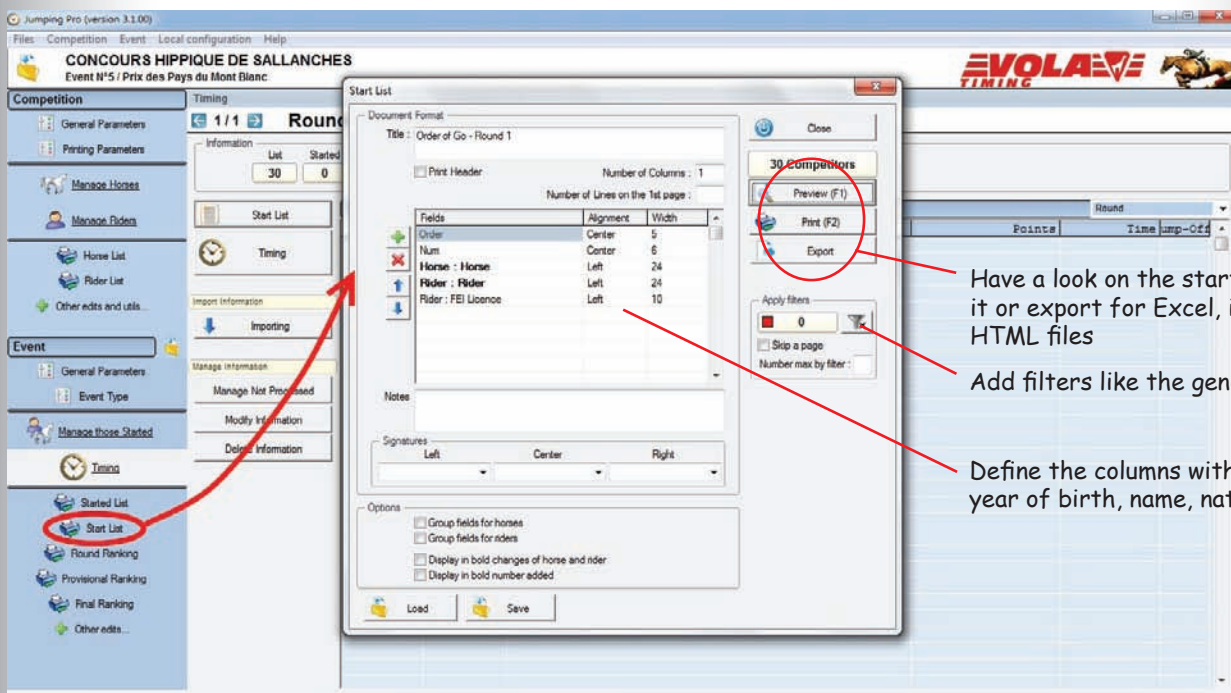 Jumping Pro (version 3.1.00)
Files Competition Event Local configuration Help
CONCOURS HIPPIQUE DE SALLANCHES
Event N°5 / Prix des Pays du Mont Blanc
VOLA
TIMING
Competition
General Parameters
Printing Parameters
Manage Horses
Manage Riders
Horse List
Rider List
Other edits and utils...
Event
General Parameters
Event Type
Manage those Started
Timing
Started List
Start List
Round Ranking
Provisional Ranking
Final Ranking
Other edits...
Timing
1/1 Round
Information
List Started
30 0
Start List
Timing
Import Information
Importing
Manage Information
Manage Not Processed
Modify Information
Delete Information
Start List
Document Format
Title : Order of Go - Round 1
Print Header Number of Columns : 1
Number of Lines on the 1st page :
Fields Alignment Width
Order Center 5
Num Center 6
Horse : Horse Left 24
Rider : Rider Left 24
Rider : FEI Licence Left 10
Notes
Signatures
Left Center Right
Options
Group fields for horses
Group fields for riders
Display in bold changes of horse and rider
Display in bold number added
Load Save
Close
30 Competitors
Preview (F1)
Print (F2)
Export
Apply filters
0
Skip a page
Number max by filter :
Round
Points Time ump-Off
Have a look on the start
it or export for Excel,
HTML files
Add filters like the gen
Define the columns with
year of birth, name, nat